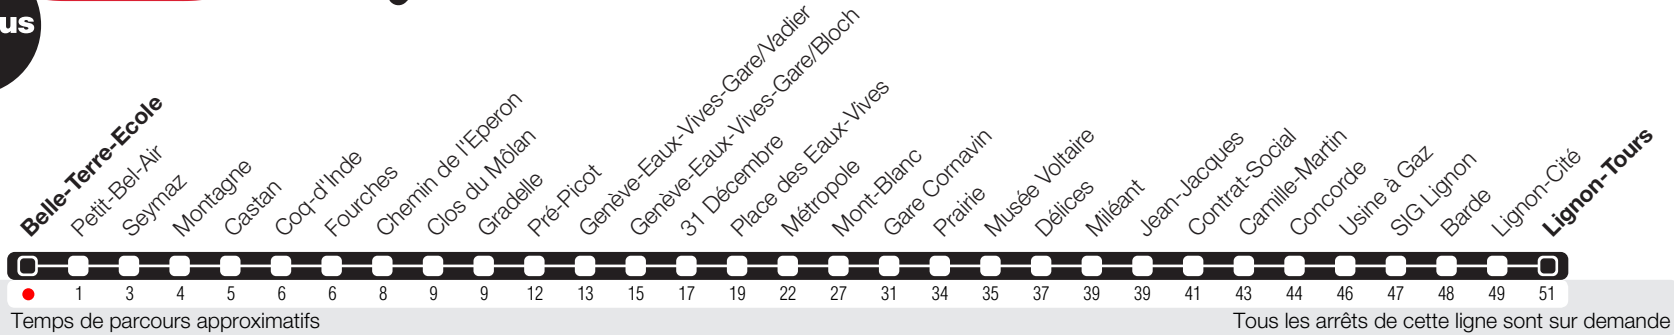 us
Belle-Terre-Ecole
Petit-Bel-Air
Seymaz
Montagne
Castan
Coq-d'Inde
Fourches
Chemin de l'Eperon
Clos du Môlan
Gradelle
Pré-Picot
Genève-Eaux-Vives-Gare/Vadier
Genève-Eaux-Vives-Gare/Bloch
31 Décembre
Place des Eaux-Vives
Métropole
Mont-Blanc
Gare Cornavin
Prairie
Musée Voltaire
Délices
Miléant
Jean-Jacques
Contrat-Social
Camille-Martin
Concorde
Usine à Gaz
SIG Lignon
Barde
Lignon-Cité
Lignon-Tours
1 3 4 5 6 6 8 9 9 12 13 15 17 19 22 27 31 34 35 37 39 39 41 43 44 46 47 48 49 51
Temps de parcours approximatifs
Tous les arrêts de cette ligne sont sur demande